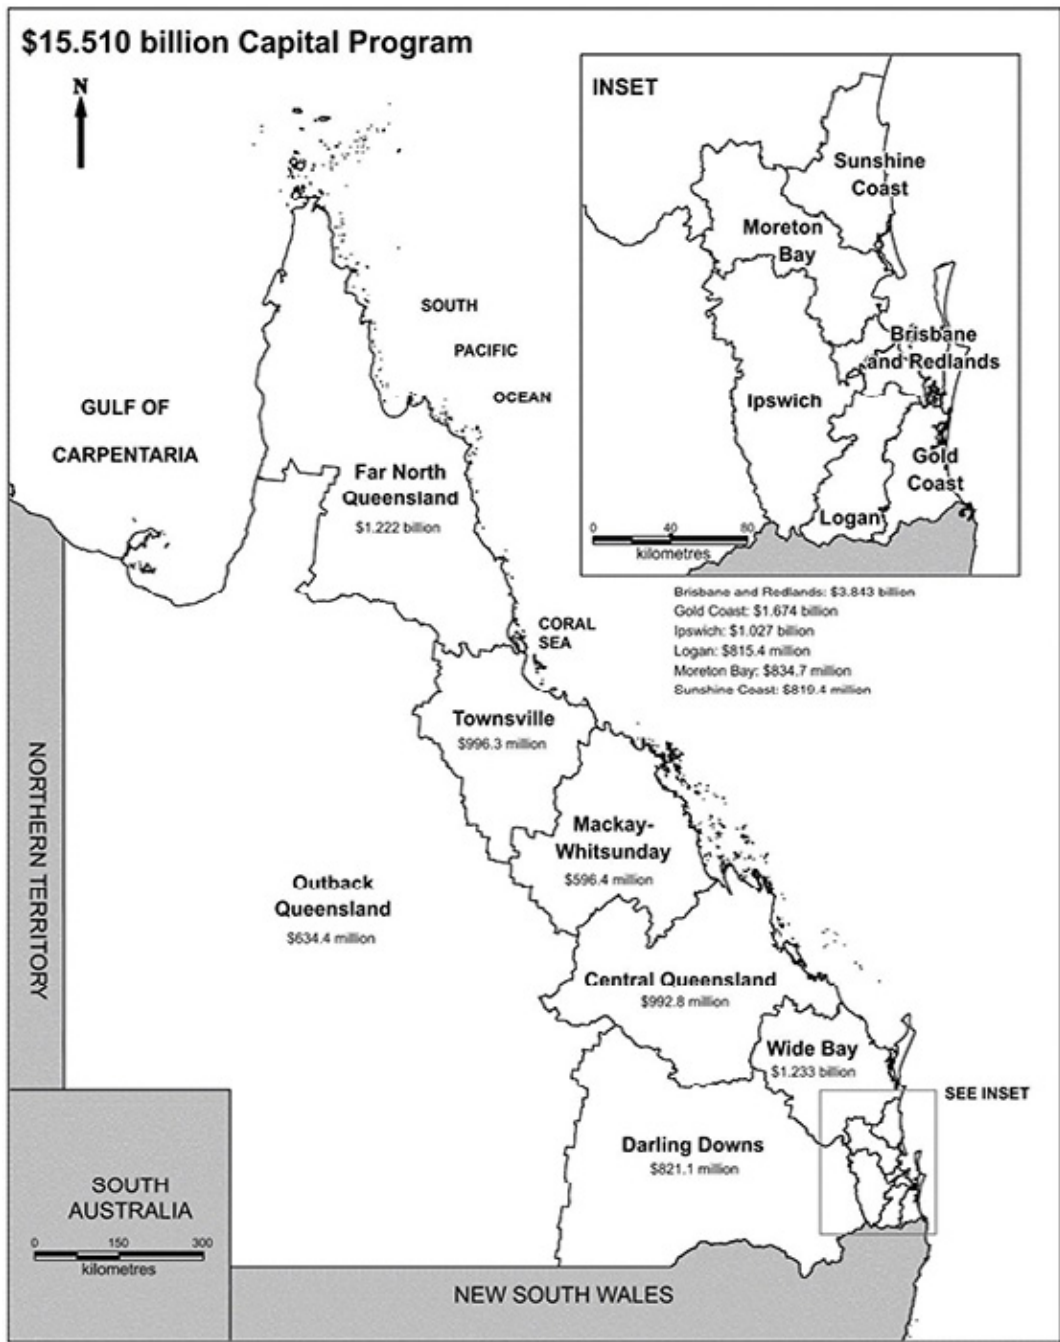 $15.510 billion Capital Program
N
INSET
Sunshine
Coast
Moreton
Bay
Brisbane
and Redlands
Ipswich
Gold
Coast
Logan
0 40 80
kilometres
SOUTH
PACIFIC
OCEAN
GULF OF
CARPENTARIA
Far North
Queensland
$1.222 billion
Brisbane and Redlands: $3.843 billion
Gold Coast: $1.674 billion
Ipswich: $1.027 billion
Logan: $815.4 million
Moreton Bay: $834.7 million
Sunshine Coast: $819.4 million
CORAL
SEA
Townsville
$996.3 million
NORTHERN TERRITORY
Mackay-
Whitsunday
$596.4 million
Outback
Queensland
$634.4 million
Central Queensland
$992.8 million
Wide Bay
$1.233 billion
SEE INSET
Darling Downs
$821.1 million
SOUTH
AUSTRALIA
0 150 300
kilometres
NEW SOUTH WALES